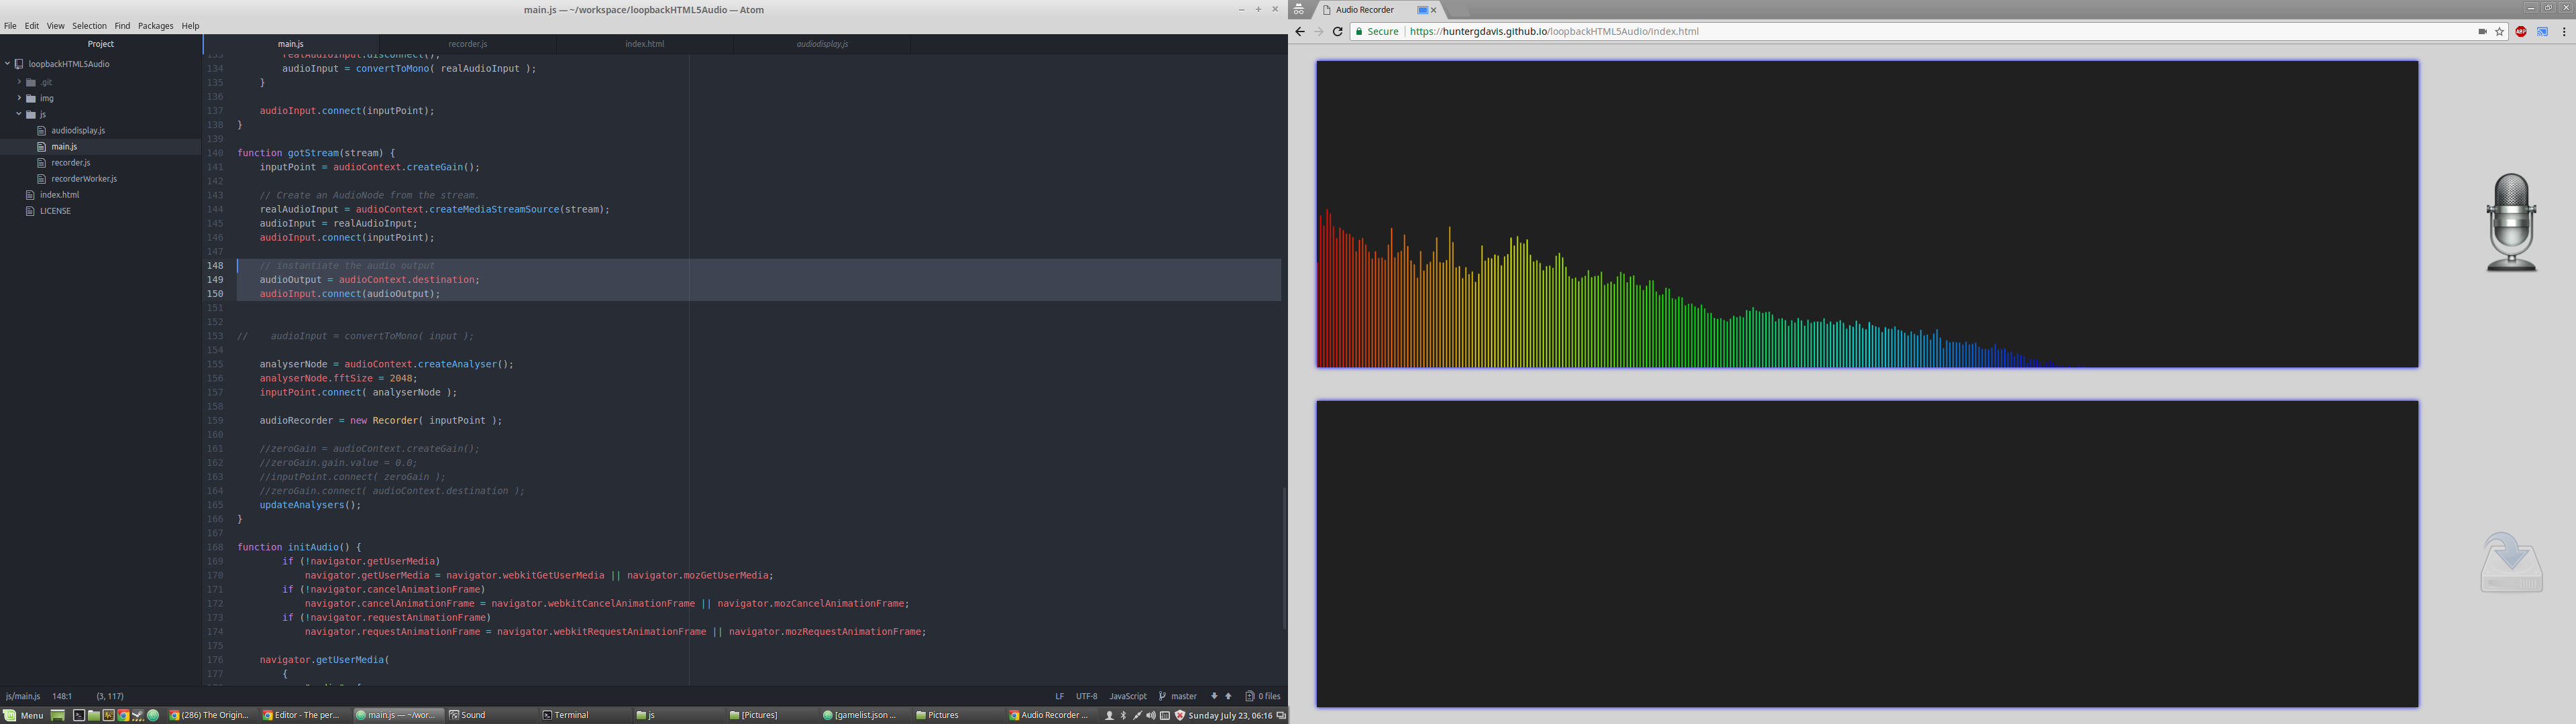 main.js — ~/workspace/loopbackHTML5Audio — Atom
File Edit View Selection Find Packages Help
Project
loopbackHTML5Audio
.git
img
js
audiodisplay.js
main.js
recorder.js
recorderWorker.js
index.html
LICENSE
main.js recorder.js index.html audiodisplay.js
133 realAudioInput.disconnect();
134 audioInput = convertToMono( realAudioInput );
135 }
136
137 audioInput.connect(inputPoint);
138 }
139
140 function gotStream(stream) {
141 inputPoint = audioContext.createGain();
142
143 // Create an AudioNode from the stream.
144 realAudioInput = audioContext.createMediaStreamSource(stream);
145 audioInput = realAudioInput;
146 audioInput.connect(inputPoint);
147
148 // instantiate the audio output
149 audioOutput = audioContext.destination;
150 audioInput.connect(audioOutput);
151
152
153 // audioInput = convertToMono( input );
154
155 analyserNode = audioContext.createAnalyser();
156 analyserNode.fftSize = 2048;
157 inputPoint.connect( analyserNode );
158
159 audioRecorder = new Recorder( inputPoint );
160
161 //zeroGain = audioContext.createGain();
162 //zeroGain.gain.value = 0.0;
163 //inputPoint.connect( zeroGain );
164 //zeroGain.connect( audioContext.destination );
165 updateAnalysers();
166 }
167
168 function initAudio() {
169 if (!navigator.getUserMedia)
170 navigator.getUserMedia = navigator.webkitGetUserMedia || navigator.mozGetUserMedia;
171 if (!navigator.cancelAnimationFrame)
172 navigator.cancelAnimationFrame = navigator.webkitCancelAnimationFrame || navigator.mozCancelAnimationFrame;
173 if (!navigator.requestAnimationFrame)
174 navigator.requestAnimationFrame = navigator.webkitRequestAnimationFrame || navigator.mozRequestAnimationFrame;
175
176 navigator.getUserMedia(
177 {
js/main.js 148:1 (3, 117) LF UTF-8 JavaScript master 0 files
Menu (286) The Origin... Editor - The per... main.js — ~/wor... Sound Terminal js [Pictures] [gamelist.json ... Pictures Audio Recorder ... Sunday July 23, 06:16
Audio Recorder
Secure https://huntergdavis.github.io/loopbackHTML5Audio/index.html
ABP